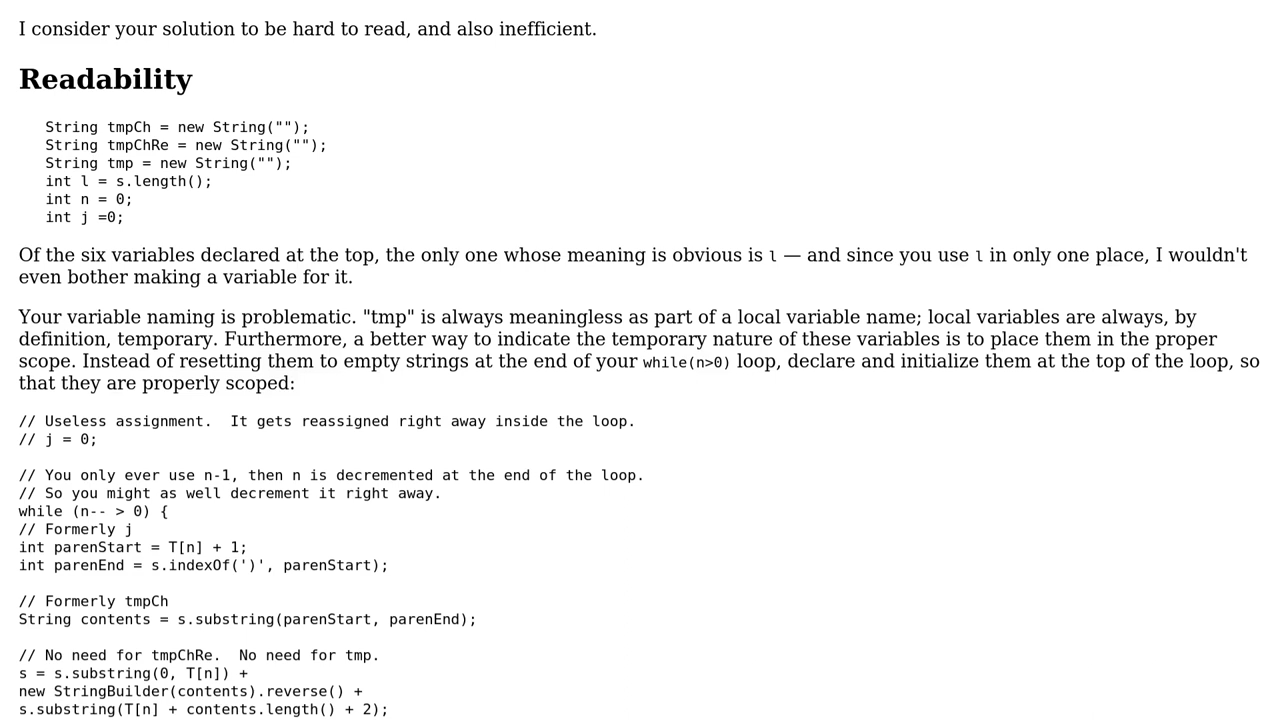 I consider your solution to be hard to read, and also inefficient.
Readability
String tmpCh = new String("");
String tmpChRe = new String("");
String tmp = new String("");
int l = s.length();
int n = 0;
int j =0;
Of the six variables declared at the top, the only one whose meaning is obvious is l — and since you use l in only one place, I wouldn't
even bother making a variable for it.
Your variable naming is problematic. "tmp" is always meaningless as part of a local variable name; local variables are always, by
definition, temporary. Furthermore, a better way to indicate the temporary nature of these variables is to place them in the proper
scope. Instead of resetting them to empty strings at the end of your while(n>0) loop, declare and initialize them at the top of the loop, so
that they are properly scoped:
// Useless assignment.  It gets reassigned right away inside the loop.
// j = 0;
// You only ever use n-1, then n is decremented at the end of the loop.
// So you might as well decrement it right away.
while (n-- > 0) {
// Formerly j
int parenStart = T[n] + 1;
int parenEnd = s.indexOf(')', parenStart);
// Formerly tmpCh
String contents = s.substring(parenStart, parenEnd);
// No need for tmpChRe.  No need for tmp.
s = s.substring(0, T[n]) +
new StringBuilder(contents).reverse() +
s.substring(T[n] + contents.length() + 2);